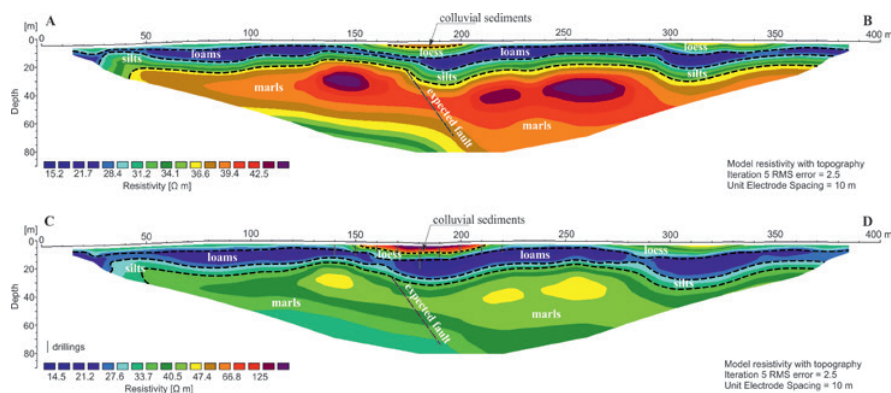 A colluvial sediments B
[m] 0 50 100 150 loess 200 250 300 350 400 m
loams loams loess
silts
20 silts silts
marls
40
expected fault
marls
60
80
Depth
15.2 21.7 28.4 31.2 34.1 36.6 39.4 42.5
Resistivity [Ω m]
Model resistivity with topography
Iteration 5 RMS error = 2.5
Unit Electrode Spacing = 10 m
C colluvial sediments D
[m] 0 50 100 150 200 250 300 350 400 m
0 loess loess
loams loams
silts
20 silts
expected fault
marls
40 marls
60
80
Depth
drillings
14.5 21.2 27.6 33.7 40.5 47.4 66.8 125
Resistivity [Ω m]
Model resistivity with topography
Iteration 5 RMS error = 2.5
Unit Electrode Spacing = 10 m